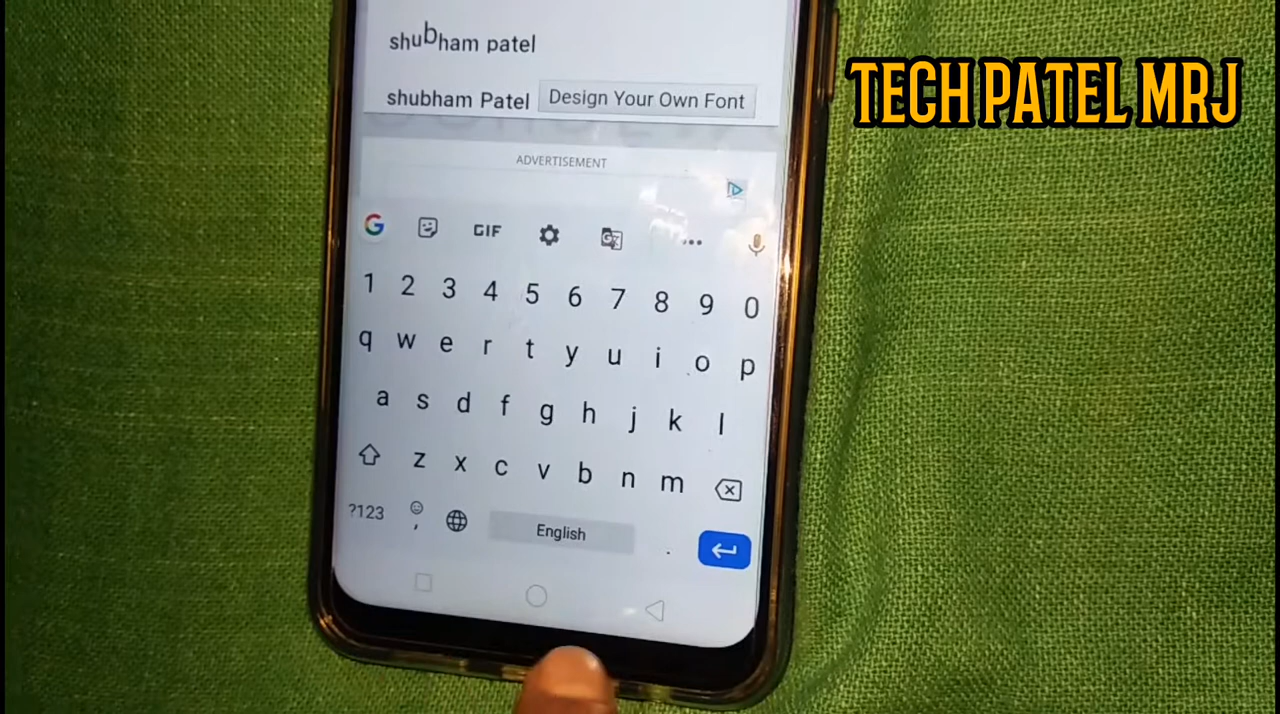 shubham patel
TECH PATEL MRJ
shubham Patel Design Your Own Font
ADVERTISEMENT
G GIF G
1 2 3 4 5 6 7 8 9 0
q w e r t y u i o p
a s d f g h j k l
z x c v b n m
?123 , English .